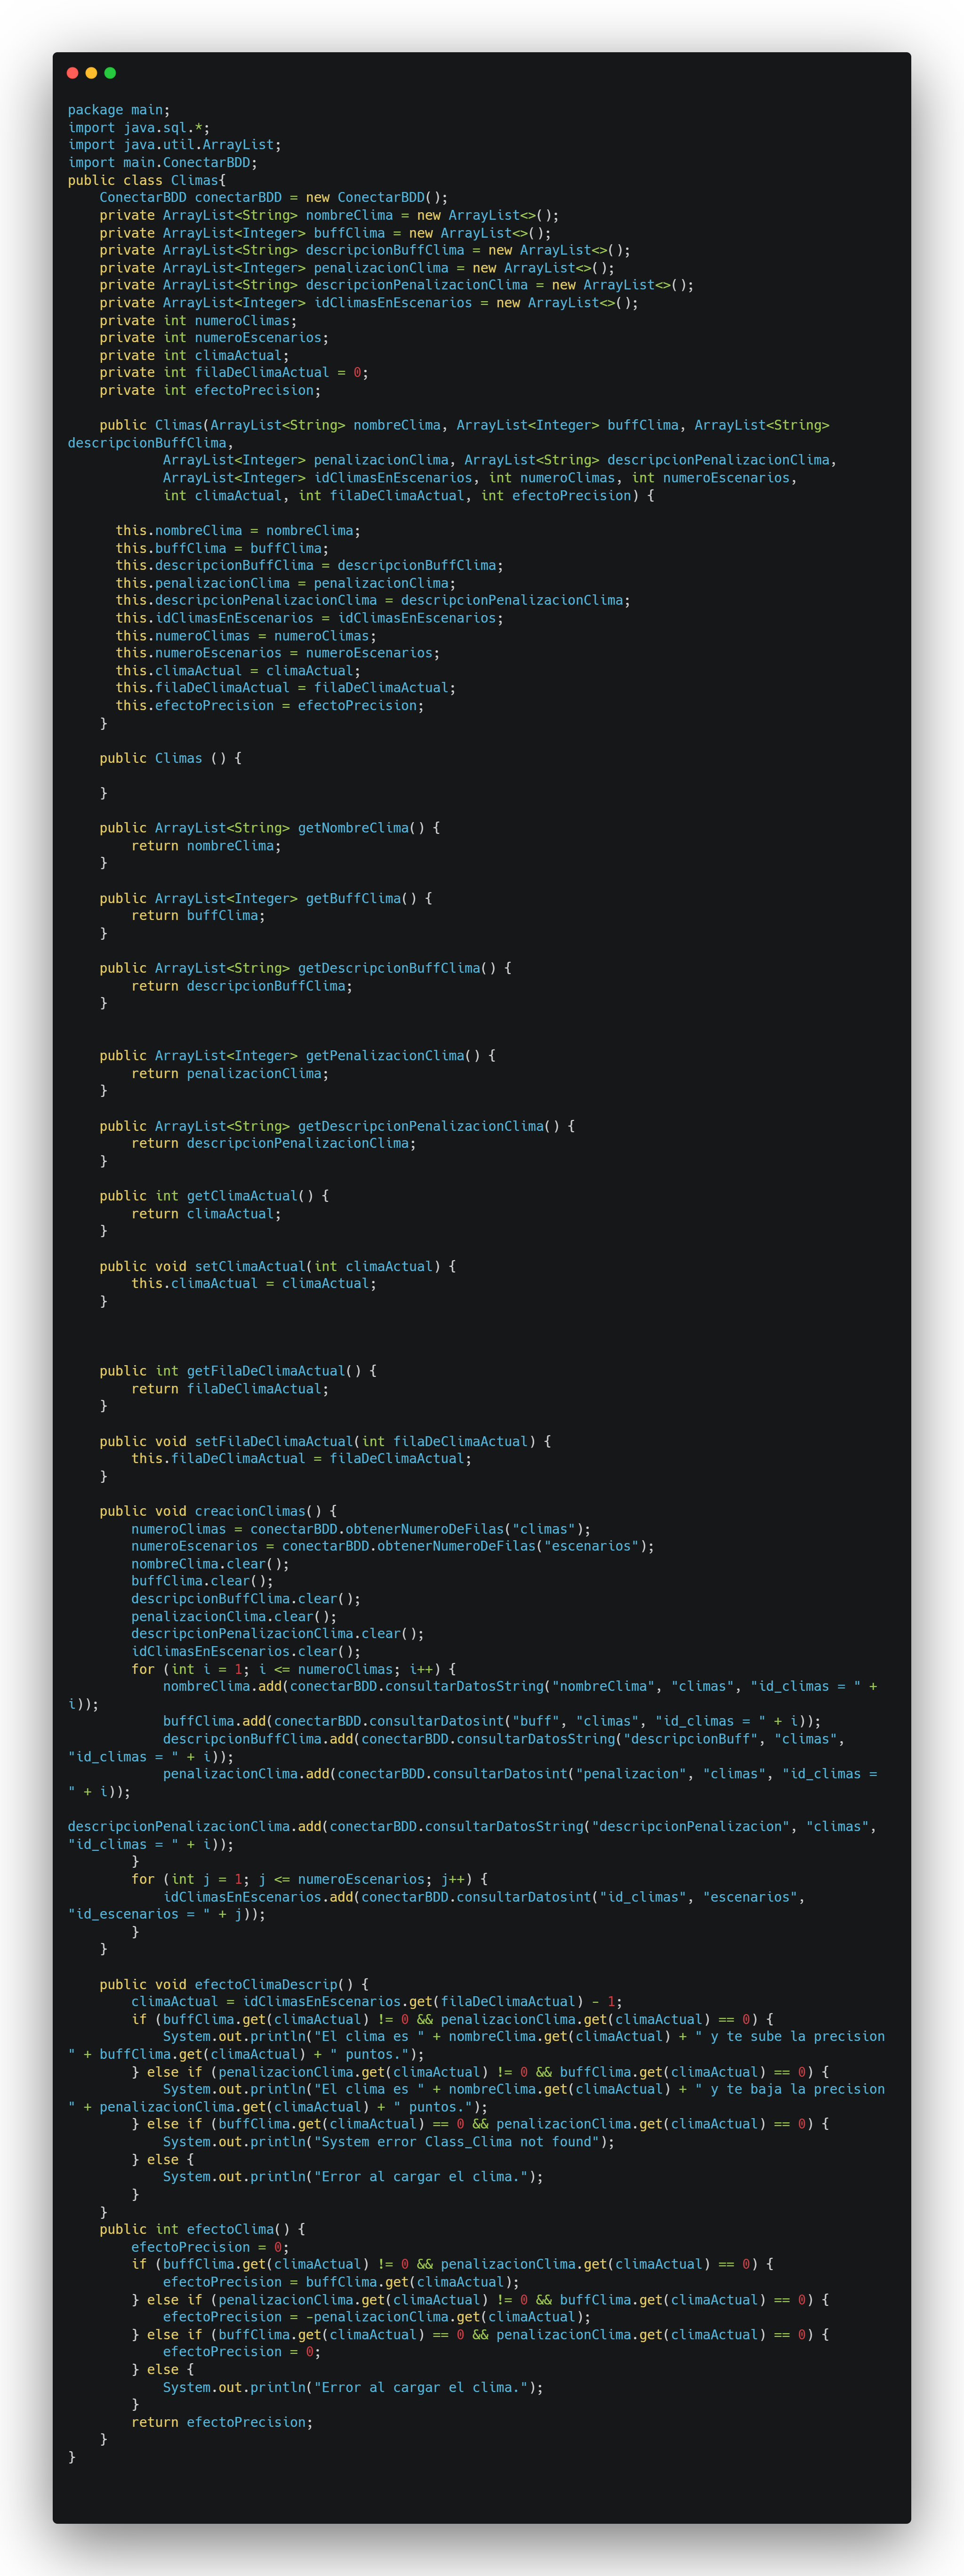 package main;
import java.sql.*;
import java.util.ArrayList;
import main.ConectarBDD;
public class Climas{
    ConectarBDD conectarBDD = new ConectarBDD();
    private ArrayList<String> nombreClima = new ArrayList<>();
    private ArrayList<Integer> buffClima = new ArrayList<>();
    private ArrayList<String> descripcionBuffClima = new ArrayList<>();
    private ArrayList<Integer> penalizacionClima = new ArrayList<>();
    private ArrayList<String> descripcionPenalizacionClima = new ArrayList<>();
    private ArrayList<Integer> idClimasEnEscenarios = new ArrayList<>();
    private int numeroClimas;
    private int numeroEscenarios;
    private int climaActual;
    private int filaDeClimaActual = 0;
    private int efectoPrecision;

    public Climas(ArrayList<String> nombreClima, ArrayList<Integer> buffClima, ArrayList<String>
descripcionBuffClima,
            ArrayList<Integer> penalizacionClima, ArrayList<String> descripcionPenalizacionClima,
            ArrayList<Integer> idClimasEnEscenarios, int numeroClimas, int numeroEscenarios,
            int climaActual, int filaDeClimaActual, int efectoPrecision) {

      this.nombreClima = nombreClima;
      this.buffClima = buffClima;
      this.descripcionBuffClima = descripcionBuffClima;
      this.penalizacionClima = penalizacionClima;
      this.descripcionPenalizacionClima = descripcionPenalizacionClima;
      this.idClimasEnEscenarios = idClimasEnEscenarios;
      this.numeroClimas = numeroClimas;
      this.numeroEscenarios = numeroEscenarios;
      this.climaActual = climaActual;
      this.filaDeClimaActual = filaDeClimaActual;
      this.efectoPrecision = efectoPrecision;
    }

    public Climas () {

    }

    public ArrayList<String> getNombreClima() {
        return nombreClima;
    }

    public ArrayList<Integer> getBuffClima() {
        return buffClima;
    }

    public ArrayList<String> getDescripcionBuffClima() {
        return descripcionBuffClima;
    }

    public ArrayList<Integer> getPenalizacionClima() {
        return penalizacionClima;
    }

    public ArrayList<String> getDescripcionPenalizacionClima() {
        return descripcionPenalizacionClima;
    }

    public int getClimaActual() {
        return climaActual;
    }

    public void setClimaActual(int climaActual) {
        this.climaActual = climaActual;
    }

    public int getFilaDeClimaActual() {
        return filaDeClimaActual;
    }

    public void setFilaDeClimaActual(int filaDeClimaActual) {
        this.filaDeClimaActual = filaDeClimaActual;
    }

    public void creacionClimas() {
        numeroClimas = conectarBDD.obtenerNumeroDeFilas("climas");
        numeroEscenarios = conectarBDD.obtenerNumeroDeFilas("escenarios");
        nombreClima.clear();
        buffClima.clear();
        descripcionBuffClima.clear();
        penalizacionClima.clear();
        descripcionPenalizacionClima.clear();
        idClimasEnEscenarios.clear();
        for (int i = 1; i <= numeroClimas; i++) {
            nombreClima.add(conectarBDD.consultarDatosString("nombreClima", "climas", "id_climas = " +
i));
            buffClima.add(conectarBDD.consultarDatosint("buff", "climas", "id_climas = " + i));
            descripcionBuffClima.add(conectarBDD.consultarDatosString("descripcionBuff", "climas",
"id_climas = " + i));
            penalizacionClima.add(conectarBDD.consultarDatosint("penalizacion", "climas", "id_climas =
" + i));

descripcionPenalizacionClima.add(conectarBDD.consultarDatosString("descripcionPenalizacion", "climas",
"id_climas = " + i));
        }
        for (int j = 1; j <= numeroEscenarios; j++) {
            idClimasEnEscenarios.add(conectarBDD.consultarDatosint("id_climas", "escenarios",
"id_escenarios = " + j));
        }
    }

    public void efectoClimaDescrip() {
        climaActual = idClimasEnEscenarios.get(filaDeClimaActual) - 1;
        if (buffClima.get(climaActual) != 0 && penalizacionClima.get(climaActual) == 0) {
            System.out.println("El clima es " + nombreClima.get(climaActual) + " y te sube la precision
" + buffClima.get(climaActual) + " puntos.");
        } else if (penalizacionClima.get(climaActual) != 0 && buffClima.get(climaActual) == 0) {
            System.out.println("El clima es " + nombreClima.get(climaActual) + " y te baja la precision
" + penalizacionClima.get(climaActual) + " puntos.");
        } else if (buffClima.get(climaActual) == 0 && penalizacionClima.get(climaActual) == 0) {
            System.out.println("System error Class_Clima not found");
        } else {
            System.out.println("Error al cargar el clima.");
        }
    }
    public int efectoClima() {
        efectoPrecision = 0;
        if (buffClima.get(climaActual) != 0 && penalizacionClima.get(climaActual) == 0) {
            efectoPrecision = buffClima.get(climaActual);
        } else if (penalizacionClima.get(climaActual) != 0 && buffClima.get(climaActual) == 0) {
            efectoPrecision = -penalizacionClima.get(climaActual);
        } else if (buffClima.get(climaActual) == 0 && penalizacionClima.get(climaActual) == 0) {
            efectoPrecision = 0;
        } else {
            System.out.println("Error al cargar el clima.");
        }
        return efectoPrecision;
    }
}